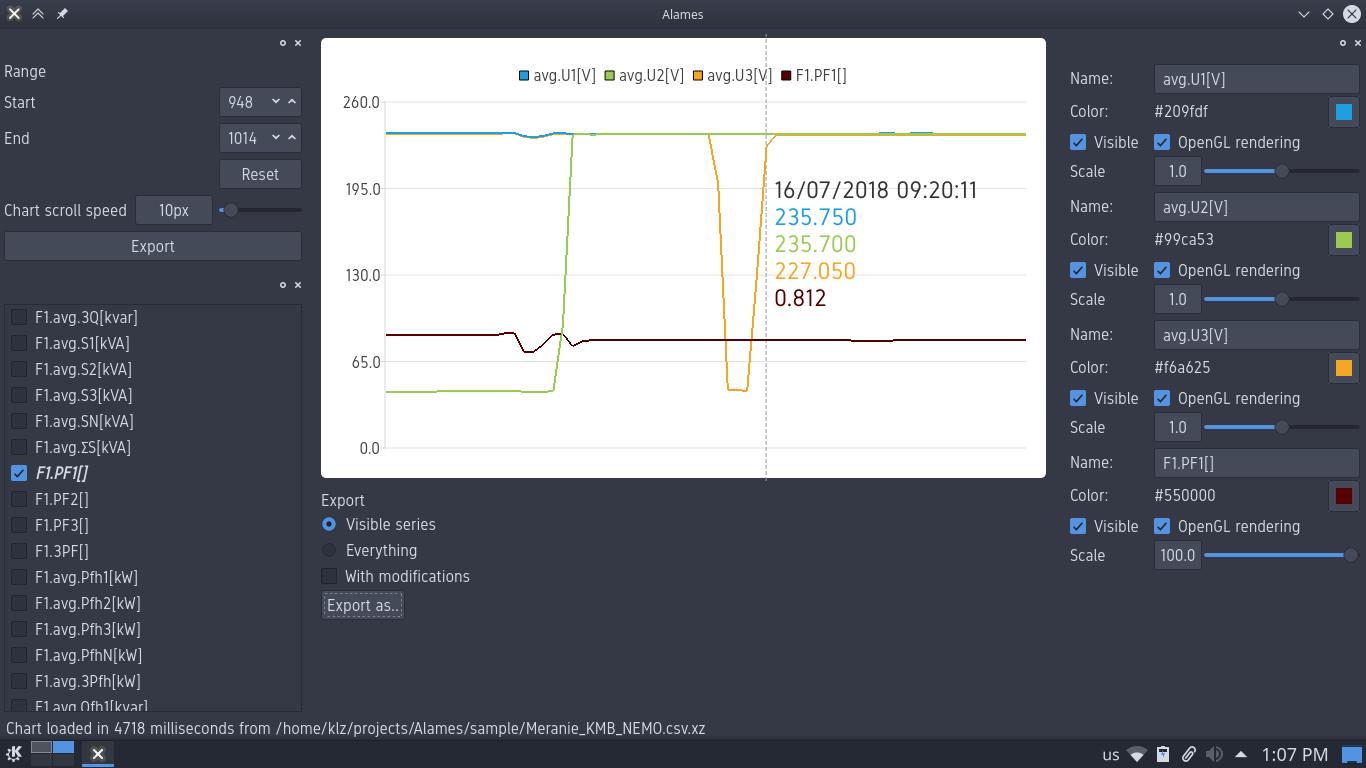 Alames
Range
Start 948
End 1014
Reset
Chart scroll speed 10px
Export
F1.avg.3Q[kvar]
F1.avg.S1[kVA]
F1.avg.S2[kVA]
F1.avg.S3[kVA]
F1.avg.SN[kVA]
F1.avg.ΣS[kVA]
F1.PF1[]
F1.PF2[]
F1.PF3[]
F1.3PF[]
F1.avg.Pfh1[kW]
F1.avg.Pfh2[kW]
F1.avg.Pfh3[kW]
F1.avg.PfhN[kW]
F1.avg.3Pfh[kW]
F1.avg.Qfh1[kvar]
avg.U1[V] avg.U2[V] avg.U3[V] F1.PF1[]
260.0
195.0
130.0
65.0
0.0
16/07/2018 09:20:11
235.750
235.700
227.050
0.812
Export
Visible series
Everything
With modifications
Export as..
Name: avg.U1[V]
Color: #209fdf
Visible OpenGL rendering
Scale 1.0
Name: avg.U2[V]
Color: #99ca53
Visible OpenGL rendering
Scale 1.0
Name: avg.U3[V]
Color: #f6a625
Visible OpenGL rendering
Scale 1.0
Name: F1.PF1[]
Color: #550000
Visible OpenGL rendering
Scale 100.0
Chart loaded in 4718 milliseconds from /home/klz/projects/Alames/sample/Meranie_KMB_NEMO.csv.xz
us 1:07 PM